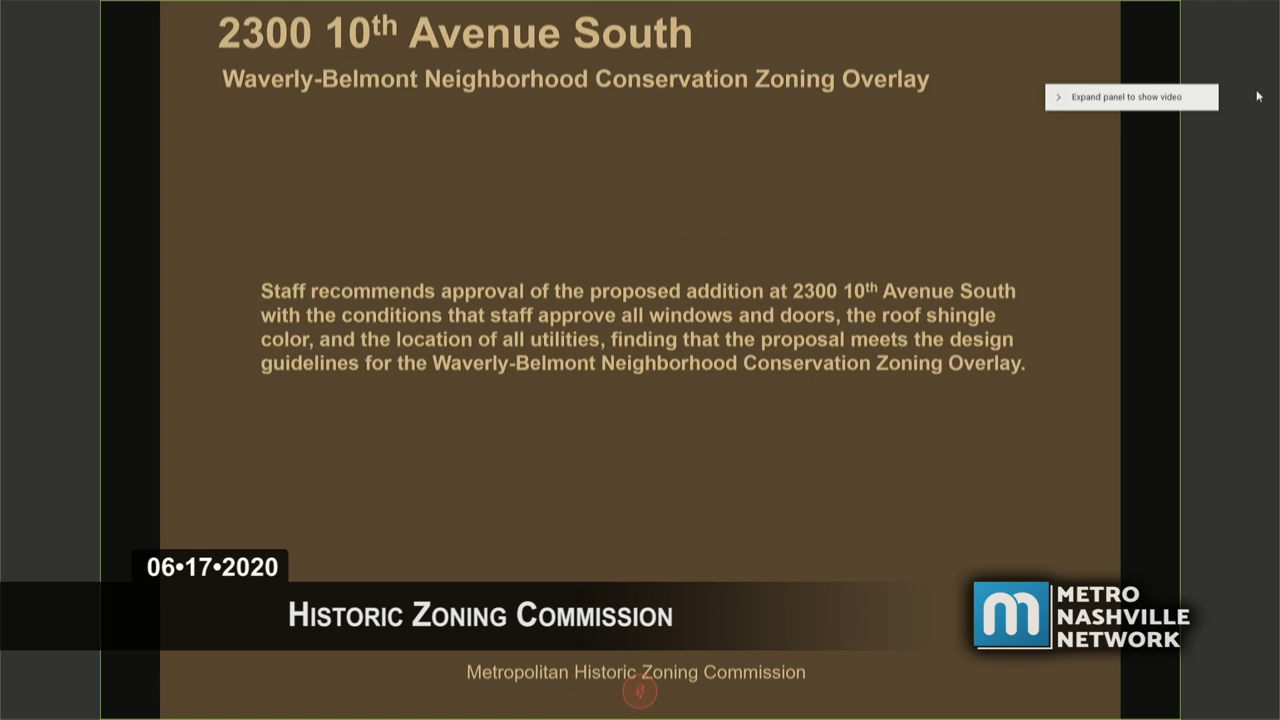 2300 10th Avenue South
Waverly-Belmont Neighborhood Conservation Zoning Overlay
Expand panel to show video
Staff recommends approval of the proposed addition at 2300 10th Avenue South
with the conditions that staff approve all windows and doors, the roof shingle
color, and the location of all utilities, finding that the proposal meets the design
guidelines for the Waverly-Belmont Neighborhood Conservation Zoning Overlay.
06•17•2020
Historic Zoning Commission
m
METRO
NASHVILLE
NETWORK
Metropolitan Historic Zoning Commission